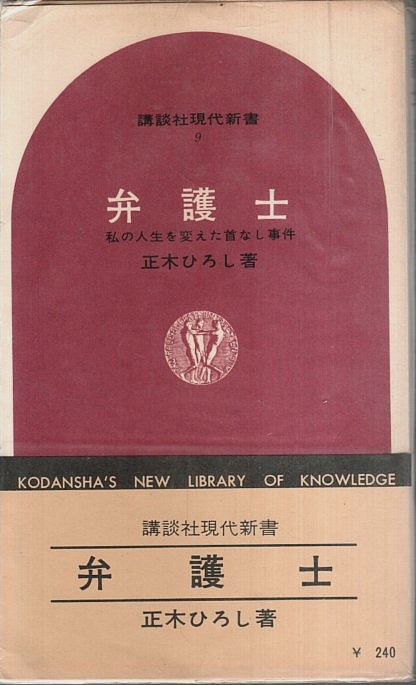 講談社現代新書
9
弁護士
私の人生を変えた首なし事件
正木ひろし著
KODANSHA'S NEW LIBRARY OF KNOWLEDGE
講談社現代新書
弁護士
正木ひろし著
¥ 240